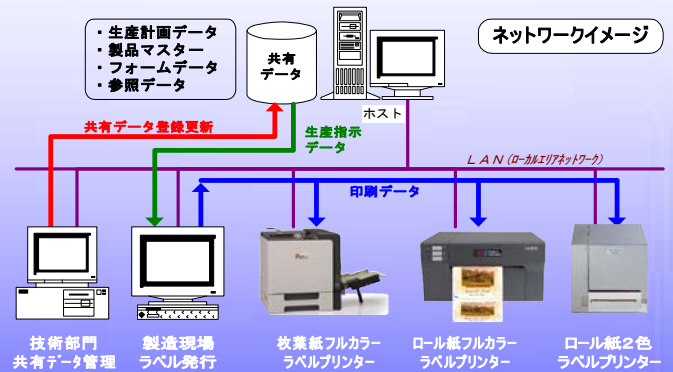 ・生産計画データ
・製品マスター
・フォームデータ
・参照データ
共有
データ
ネットワークイメージ
ホスト
共有データ登録更新
生産指示
データ
ＬＡＮ(ﾛｰｶﾙｴﾘｱﾈｯﾄﾜｰｸ)
印刷データ
技術部門
共有ﾃﾞｰﾀ管理
製造現場
ラベル発行
枚葉紙フルカラー
ラベルプリンター
ロール紙フルカラー
ラベルプリンター
ロール紙２色
ラベルプリンター